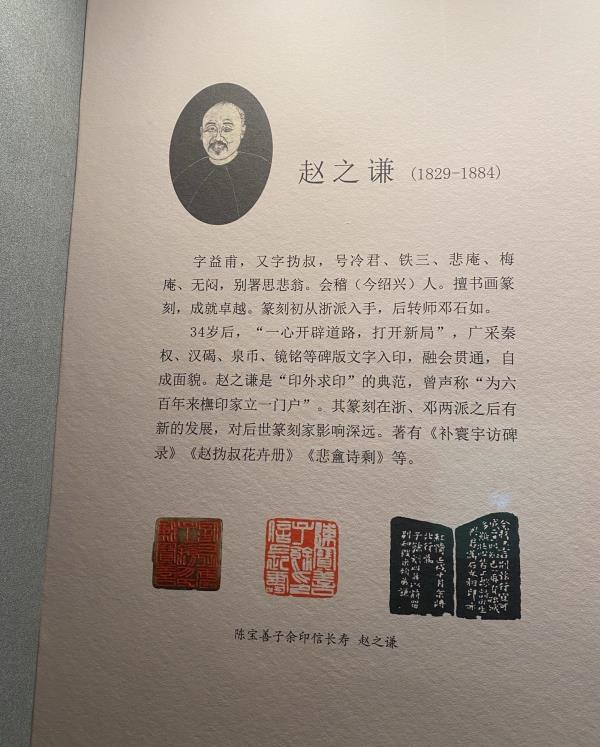 赵之谦 (1829-1884)
字益甫，又字㧑叔，号冷君、铁三、悲庵、梅
庵、无闷，别署思悲翁。会稽（今绍兴）人。擅书画篆
刻，成就卓越。篆刻初从浙派入手，后转师邓石如。
34岁后，“一心开辟道路，打开新局”，广采秦
权、汉碣、泉币、镜铭等碑版文字入印，融会贯通，自
成面貌。赵之谦是“印外求印”的典范，曾声称“为六
百年来橅印家立一门户”。其篆刻在浙、邓两派之后有
新的发展，对后世篆刻家影响深远。著有《补寰宇访碑
录》《赵㧑叔花卉册》《悲盦诗剩》等。
陈宝善子余印信长寿 赵之谦